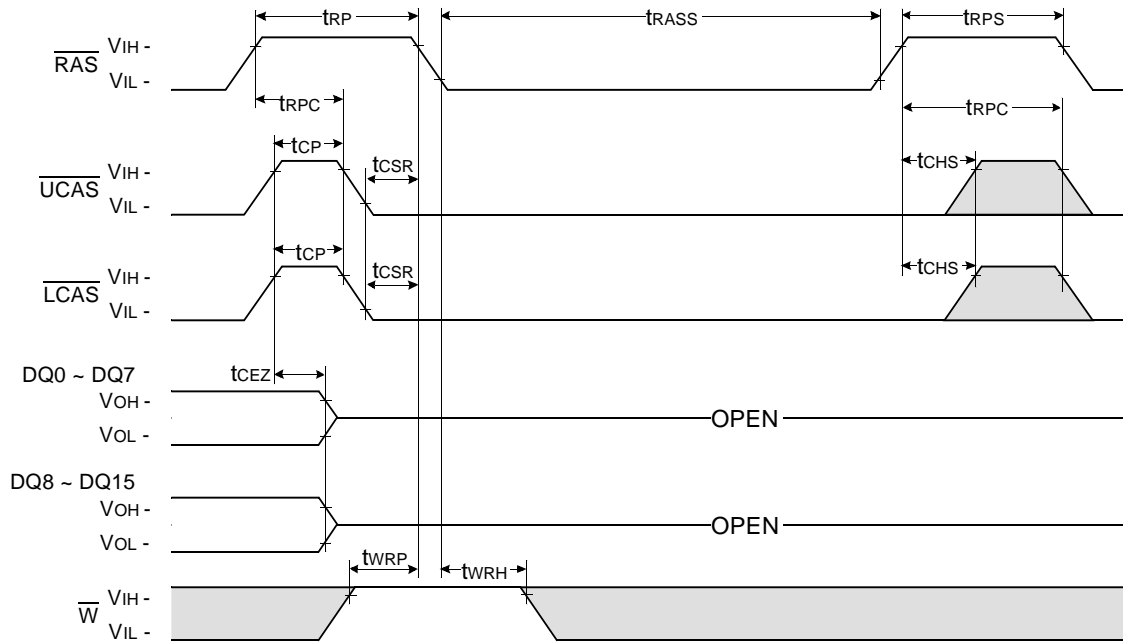 tRP tRASS tRPS
RAS VIH -
VIL -
tRPC tRPC
tCP tCSR tCHS
UCAS VIH -
VIL -
tCP tCSR tCHS
LCAS VIH -
VIL -
DQ0 ~ DQ7 tCEZ
VOH -
OPEN
VOL -
DQ8 ~ DQ15
VOH -
OPEN
VOL -
tWRP tWRH
W VIH -
VIL -